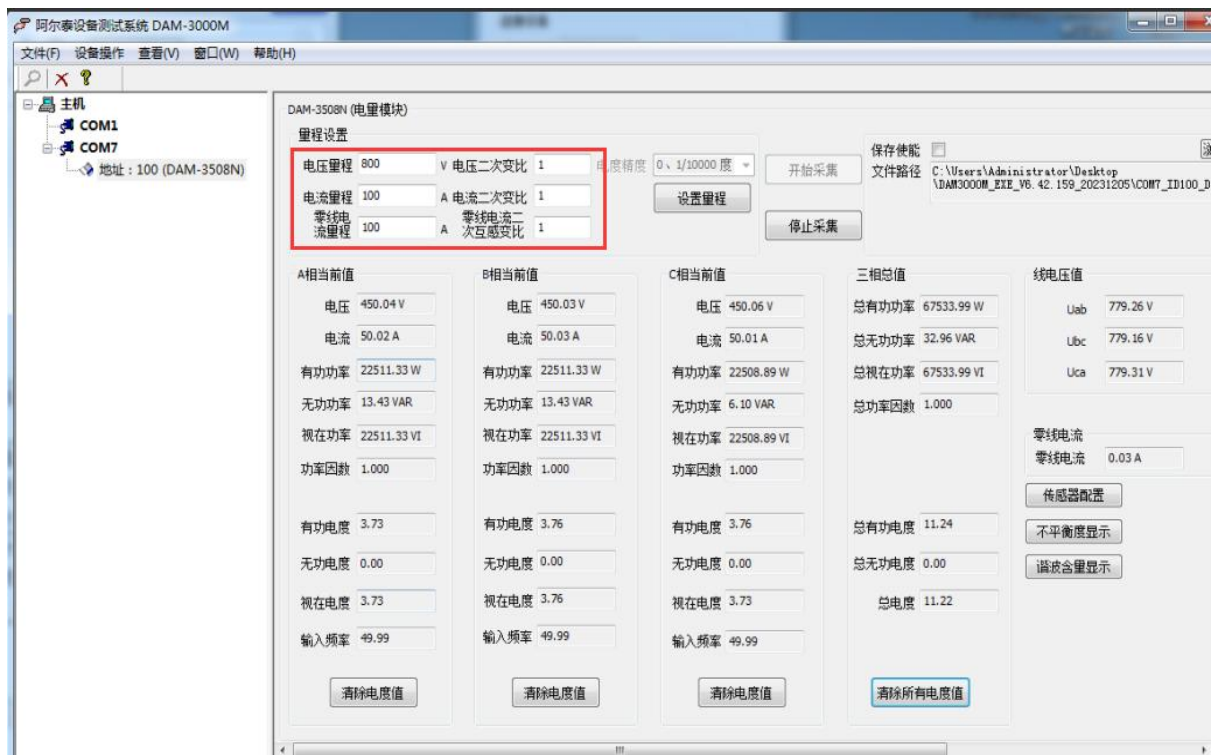 阿尔泰设备测试系统 DAM-3000M
文件(F) 设备操作 查看(V) 窗口(W) 帮助(H)
主机
COM1
COM7
地址：100 (DAM-3508N)
DAM-3508N (电量模块)
量程设置
电压量程 800 V 电压二次变比 1 电度精度 0、1/10000 度 开始采集
电流量程 100 A 电流二次变比 1 设置量程
零线电流量程 100 A 零线电流二次互感变比 1 停止采集
保存使能
文件路径 C:\Users\Administrator\Desktop
\DAM3000M_EXE_V6.42.159_20231205\COM7_ID100_D
A相当前值
电压 450.04 V
电流 50.02 A
有功功率 22511.33 W
无功功率 13.43 VAR
视在功率 22511.33 VI
功率因数 1.000
有功电度 3.73
无功电度 0.00
视在电度 3.73
输入频率 49.99
清除电度值
B相当前值
电压 450.03 V
电流 50.03 A
有功功率 22511.33 W
无功功率 13.43 VAR
视在功率 22511.33 VI
功率因数 1.000
有功电度 3.76
无功电度 0.00
视在电度 3.76
输入频率 49.99
清除电度值
C相当前值
电压 450.06 V
电流 50.01 A
有功功率 22508.89 W
无功功率 6.10 VAR
视在功率 22508.89 VI
功率因数 1.000
有功电度 3.76
无功电度 0.00
视在电度 3.73
输入频率 49.99
清除电度值
三相总值
总有功功率 67533.99 W
总无功功率 32.96 VAR
总视在功率 67533.99 VI
总功率因数 1.000
总有功电度 11.24
总无功电度 0.00
总电度 11.22
清除所有电度值
线电压值
Uab 779.26 V
Ubc 779.16 V
Uca 779.31 V
零线电流
零线电流 0.03 A
传感器配置
不平衡度显示
谐波含量显示